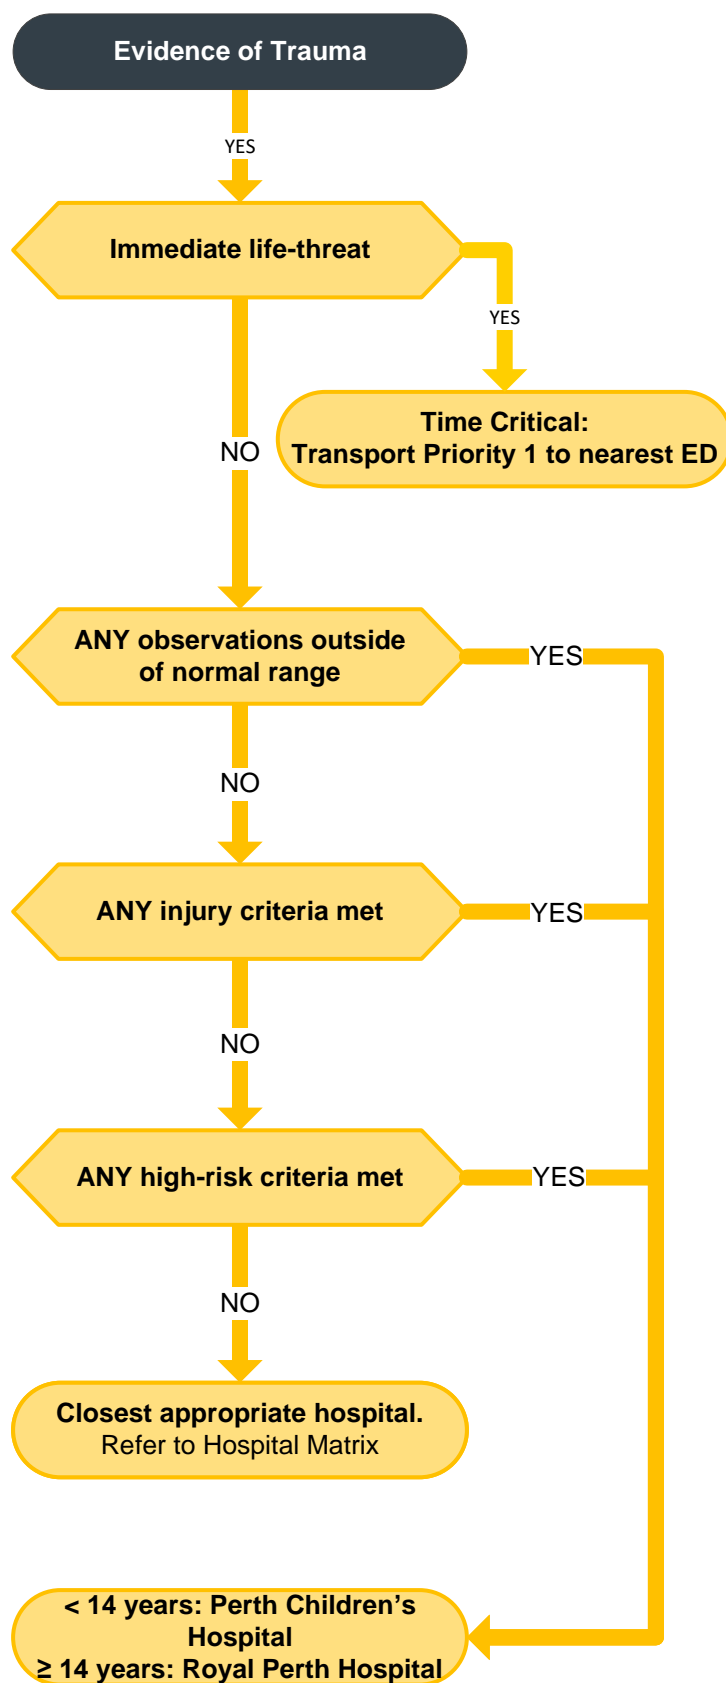 Evidence of Trauma
YES
Immediate life-threat
YES
Time Critical:
Transport Priority 1 to nearest ED
NO
ANY observations outside
of normal range
YES
NO
ANY injury criteria met
YES
NO
ANY high-risk criteria met
YES
NO
Closest appropriate hospital.
Refer to Hospital Matrix
< 14 years: Perth Children's
Hospital
≥ 14 years: Royal Perth Hospital